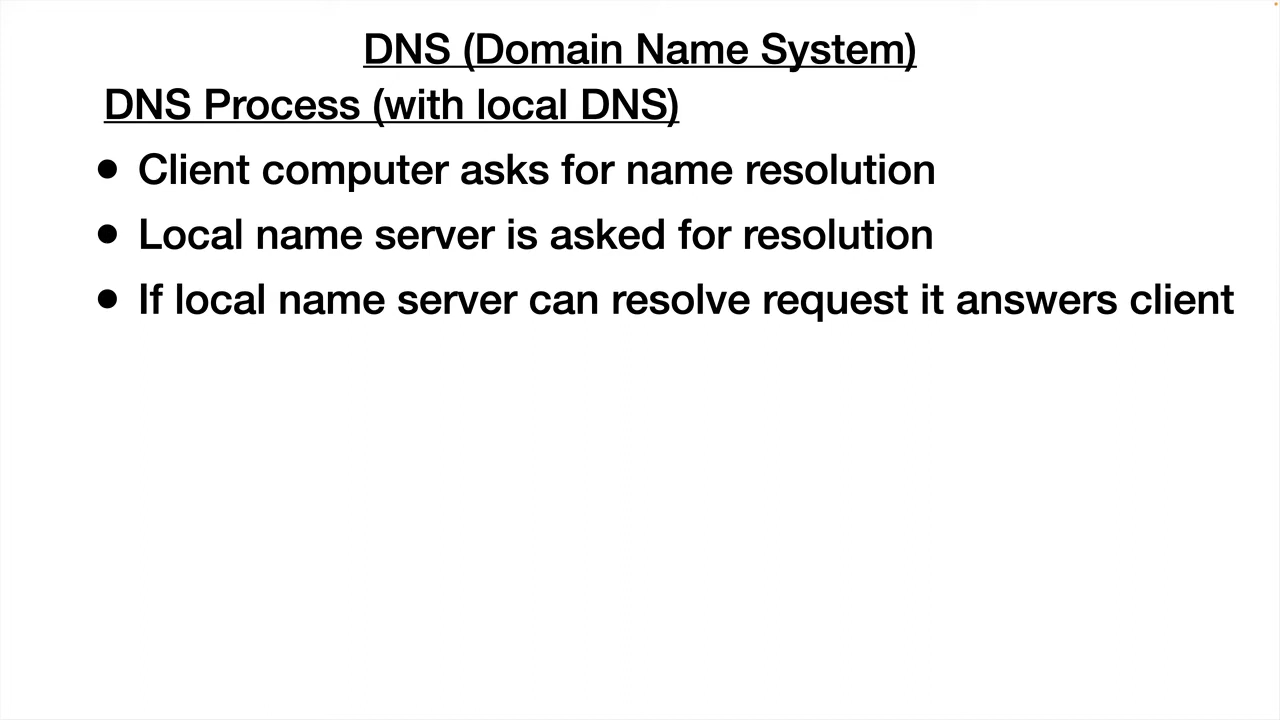 DNS (Domain Name System)
DNS Process (with local DNS)
• Client computer asks for name resolution
• Local name server is asked for resolution
• If local name server can resolve request it answers client